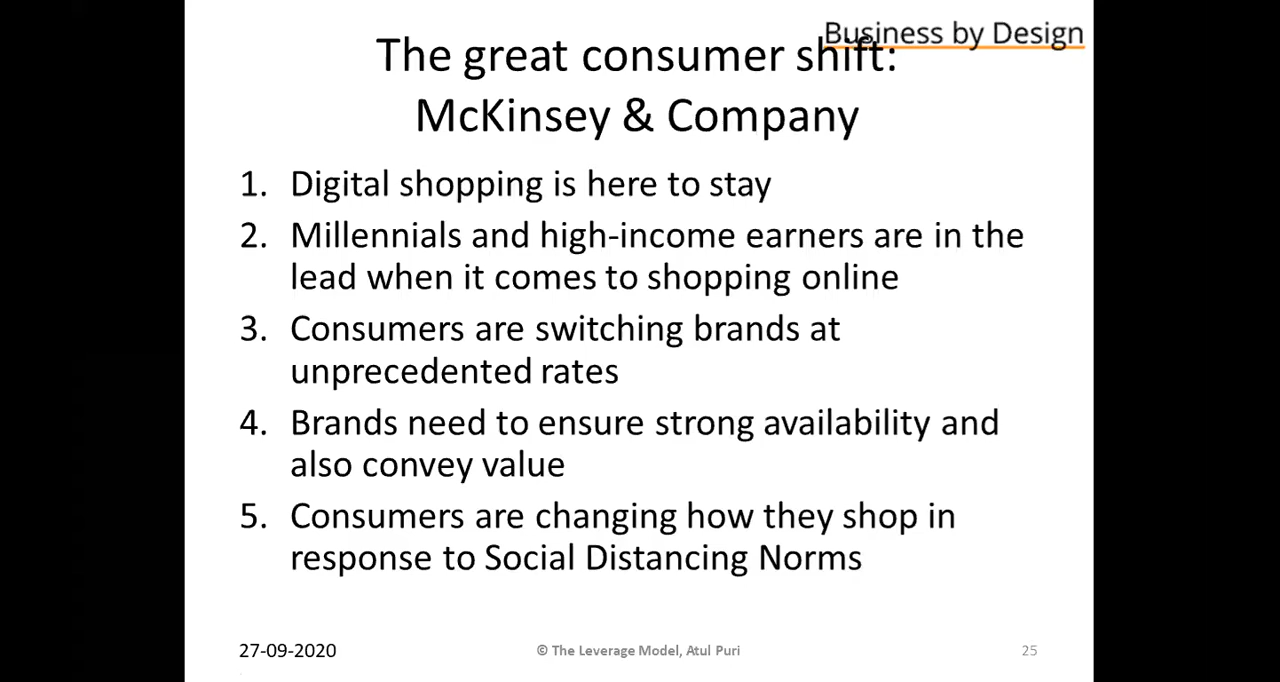 Business by Design
The great consumer shift:
McKinsey & Company
1. Digital shopping is here to stay
2. Millennials and high-income earners are in the
lead when it comes to shopping online
3. Consumers are switching brands at
unprecedented rates
4. Brands need to ensure strong availability and
also convey value
5. Consumers are changing how they shop in
response to Social Distancing Norms
27-09-2020
© The Leverage Model, Atul Puri
25